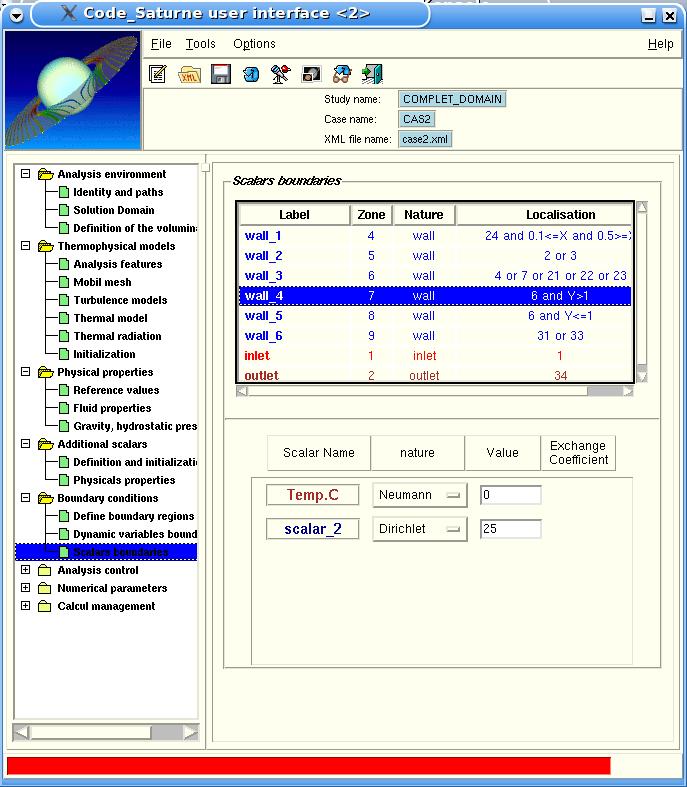 Code_Saturne user interface <2>
File Tools Options Help
XML
Study name: COMPLET_DOMAIN
Case name: CAS2
XML file name: case2.xml
Analysis environment
Identity and paths
Solution Domain
Definition of the volumin
Thermophysical models
Analysis features
Mobil mesh
Turbulence models
Thermal model
Thermal radiation
Initialization
Physical properties
Reference values
Fluid properties
Gravity, hydrostatic pres
Additional scalars
Definition and initializati
Physicals properties
Boundary conditions
Define boundary regions
Dynamic variables bound
Scalars boundaries
Analysis control
Numerical parameters
Calcul management
Scalars boundaries
Label Zone Nature Localisation
wall_1 4 wall 24 and 0.1<=X and 0.5>=X
wall_2 5 wall 2 or 3
wall_3 6 wall 4 or 7 or 21 or 22 or 23
wall_4 7 wall 6 and Y>1
wall_5 8 wall 6 and Y<=1
wall_6 9 wall 31 or 33
inlet 1 inlet 1
outlet 2 outlet 34
Scalar Name nature Value Exchange
Coefficient
Temp.C Neumann 0
scalar_2 Dirichlet 25